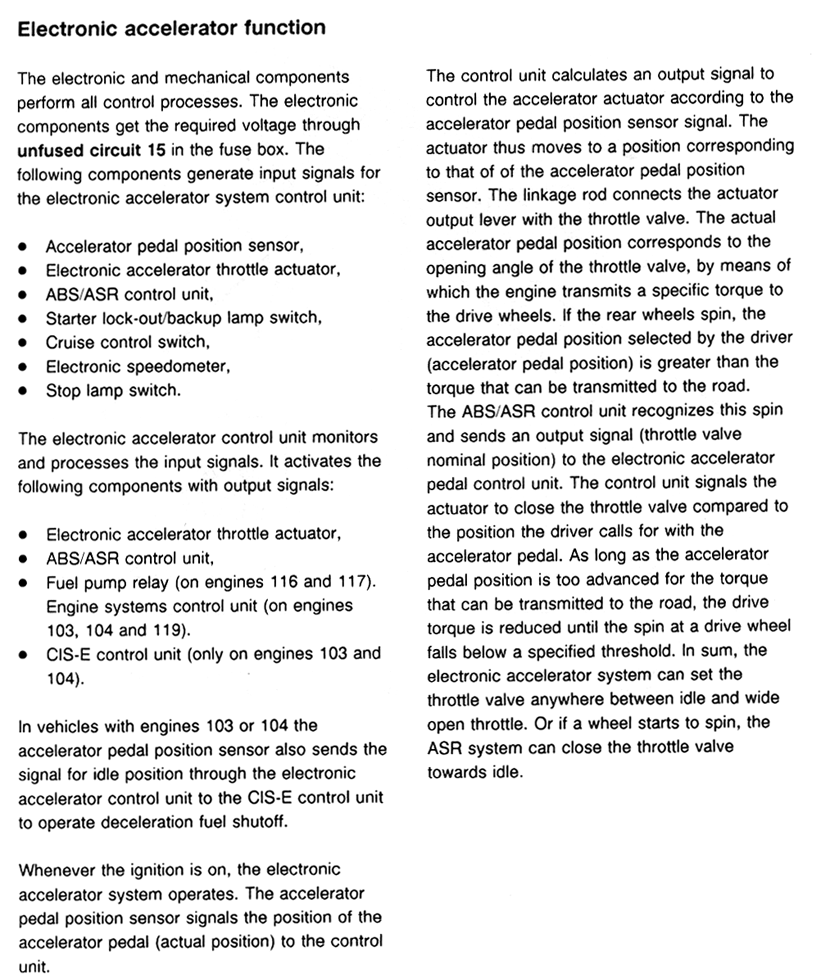 Electronic accelerator function
The electronic and mechanical components
perform all control processes. The electronic
components get the required voltage through
unfused circuit 15 in the fuse box. The
following components generate input signals for
the electronic accelerator system control unit:
● Accelerator pedal position sensor,
● Electronic accelerator throttle actuator,
● ABS/ASR control unit,
● Starter lock-out/backup lamp switch,
● Cruise control switch,
● Electronic speedometer,
● Stop lamp switch.
The electronic accelerator control unit monitors
and processes the input signals. It activates the
following components with output signals:
● Electronic accelerator throttle actuator,
● ABS/ASR control unit,
● Fuel pump relay (on engines 116 and 117).
Engine systems control unit (on engines
103, 104 and 119).
● CIS-E control unit (only on engines 103 and
104).
In vehicles with engines 103 or 104 the
accelerator pedal position sensor also sends the
signal for idle position through the electronic
accelerator control unit to the CIS-E control unit
to operate deceleration fuel shutoff.
Whenever the ignition is on, the electronic
accelerator system operates. The accelerator
pedal position sensor signals the position of the
accelerator pedal (actual position) to the control
unit.
The control unit calculates an output signal to
control the accelerator actuator according to the
accelerator pedal position sensor signal. The
actuator thus moves to a position corresponding
to that of of the accelerator pedal position
sensor. The linkage rod connects the actuator
output lever with the throttle valve. The actual
accelerator pedal position corresponds to the
opening angle of the throttle valve, by means of
which the engine transmits a specific torque to
the drive wheels. If the rear wheels spin, the
accelerator pedal position selected by the driver
(accelerator pedal position) is greater than the
torque that can be transmitted to the road.
The ABS/ASR control unit recognizes this spin
and sends an output signal (throttle valve
nominal position) to the electronic accelerator
pedal control unit. The control unit signals the
actuator to close the throttle valve compared to
the position the driver calls for with the
accelerator pedal. As long as the accelerator
pedal position is too advanced for the torque
that can be transmitted to the road, the drive
torque is reduced until the spin at a drive wheel
falls below a specified threshold. In sum, the
electronic accelerator system can set the
throttle valve anywhere between idle and wide
open throttle. Or if a wheel starts to spin, the
ASR system can close the throttle valve
towards idle.